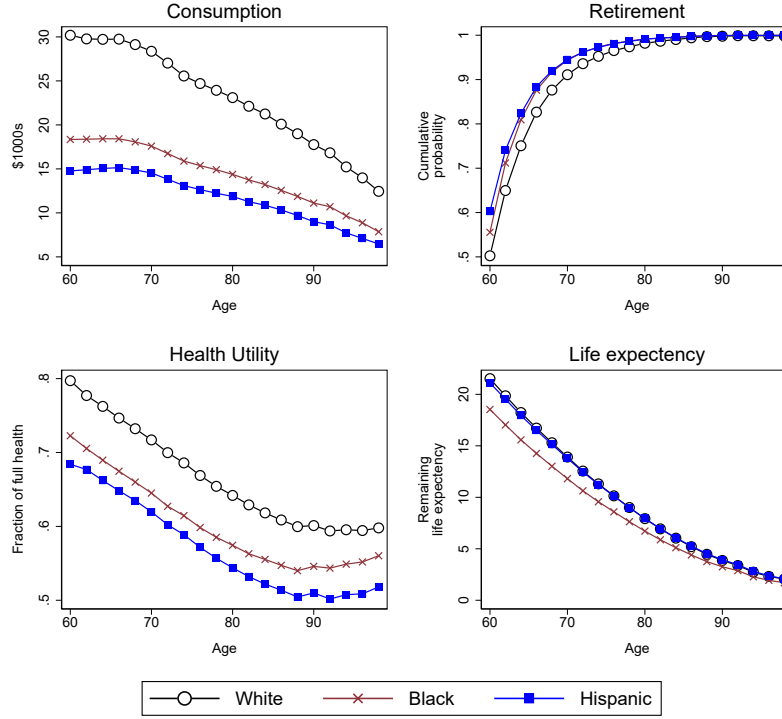 Consumption
$1000s
30
25
20
15
10
5
60
70
80
90
Age
Retirement
Cumulative
probability
1
.9
.8
.7
.6
.5
60
70
80
90
Age
Health Utility
Fraction of full health
.8
.7
.6
.5
60
70
80
90
Age
Life expectency
Remaining
life expectency
20
15
10
5
0
60
70
80
90
Age
White
Black
Hispanic